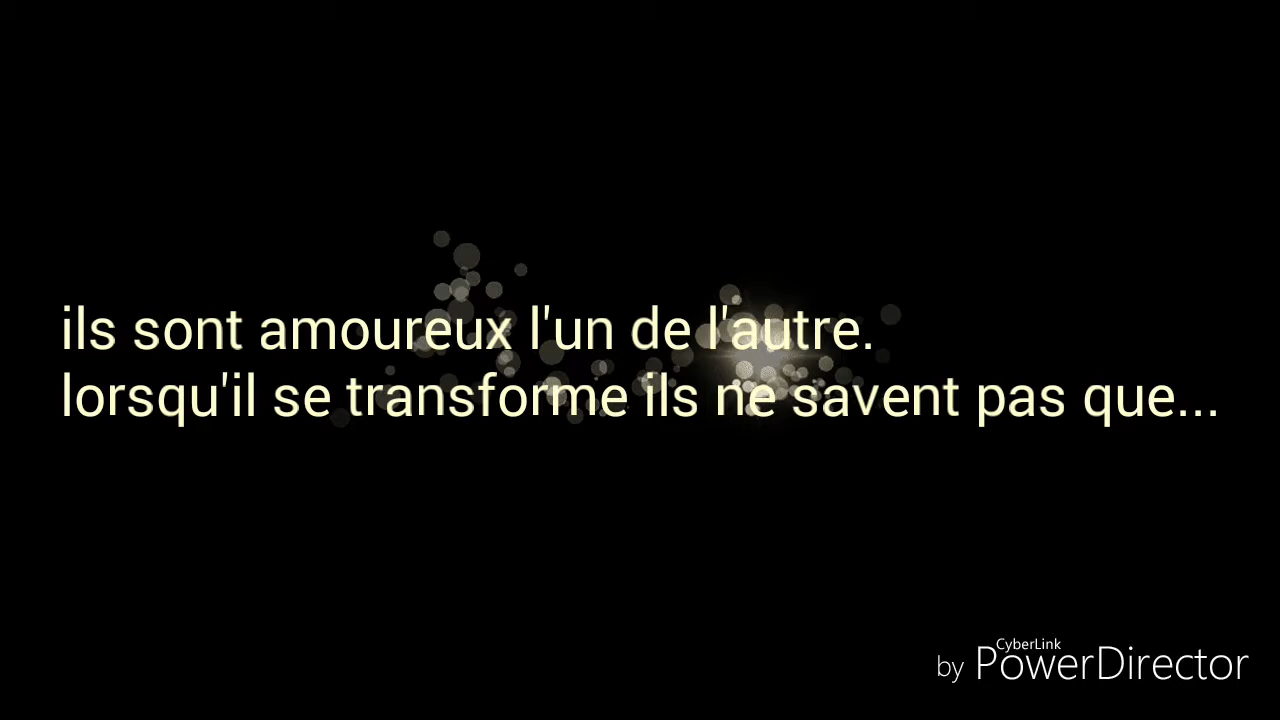 ils sont amoureux l'un de l'autre.
lorsqu'il se transforme ils ne savent pas que...
CyberLink
by PowerDirector